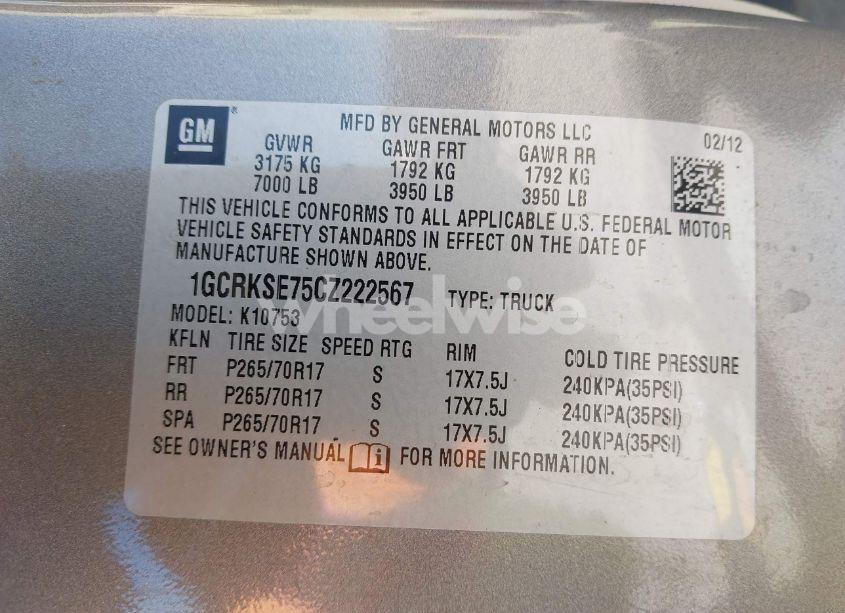 GM
MFD BY GENERAL MOTORS LLC
02/12
GVWR GAWR FRT GAWR RR
3175 KG 1792 KG 1792 KG
7000 LB 3950 LB 3950 LB
THIS VEHICLE CONFORMS TO ALL APPLICABLE U.S. FEDERAL MOTOR
VEHICLE SAFETY STANDARDS IN EFFECT ON THE DATE OF
MANUFACTURE SHOWN ABOVE.
1GCRKSE75CZ222567 TYPE: TRUCK
MODEL: K10753
wheelwise
KFLN TIRE SIZE SPEED RTG RIM COLD TIRE PRESSURE
FRT P265/70R17 S 17X7.5J 240KPA(35PSI)
RR P265/70R17 S 17X7.5J 240KPA(35PSI)
SPA P265/70R17 S 17X7.5J 240KPA(35PSI)
SEE OWNER'S MANUAL i FOR MORE INFORMATION.